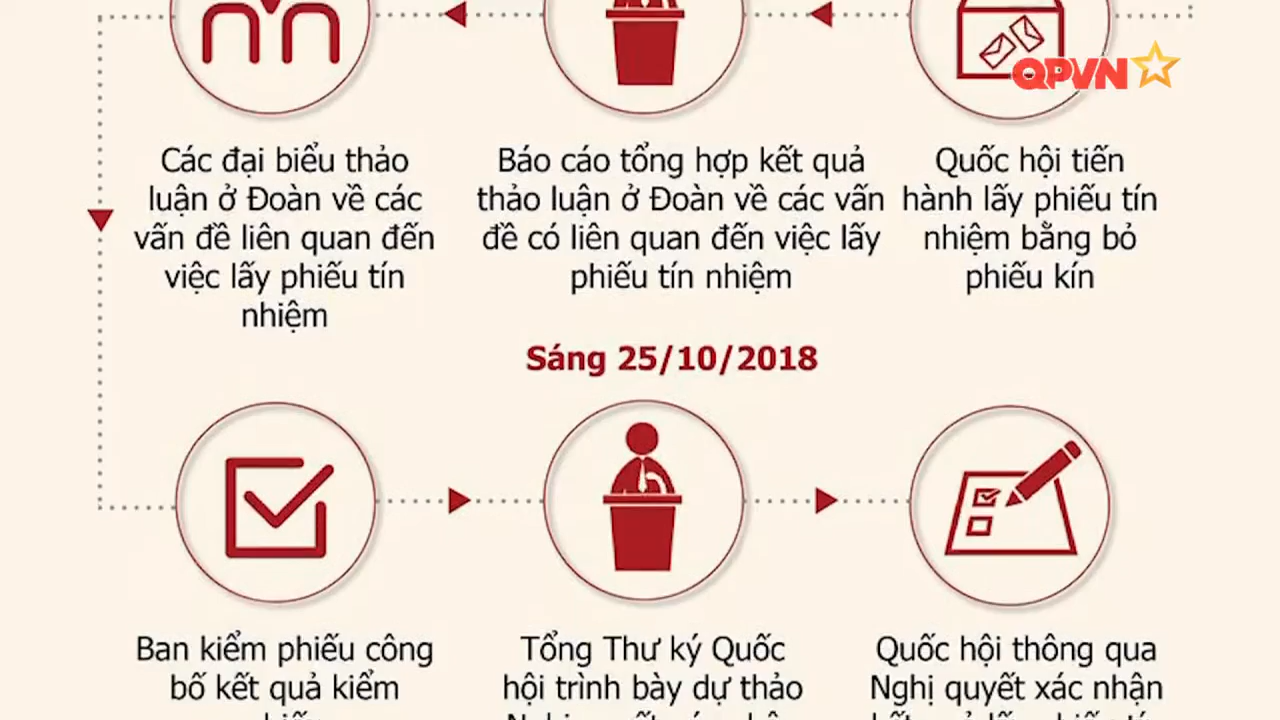 QPVN
Các đại biểu thảo
luận ở Đoàn về các
vấn đề liên quan đến
việc lấy phiếu tín
nhiệm
Báo cáo tổng hợp kết quả
thảo luận ở Đoàn về các vấn
đề có liên quan đến việc lấy
phiếu tín nhiệm
Quốc hội tiến
hành lấy phiếu tín
nhiệm bằng bỏ
phiếu kín
Sáng 25/10/2018
Ban kiểm phiếu công
bố kết quả kiểm
Tổng Thư ký Quốc
hội trình bày dự thảo
Quốc hội thông qua
Nghị quyết xác nhận